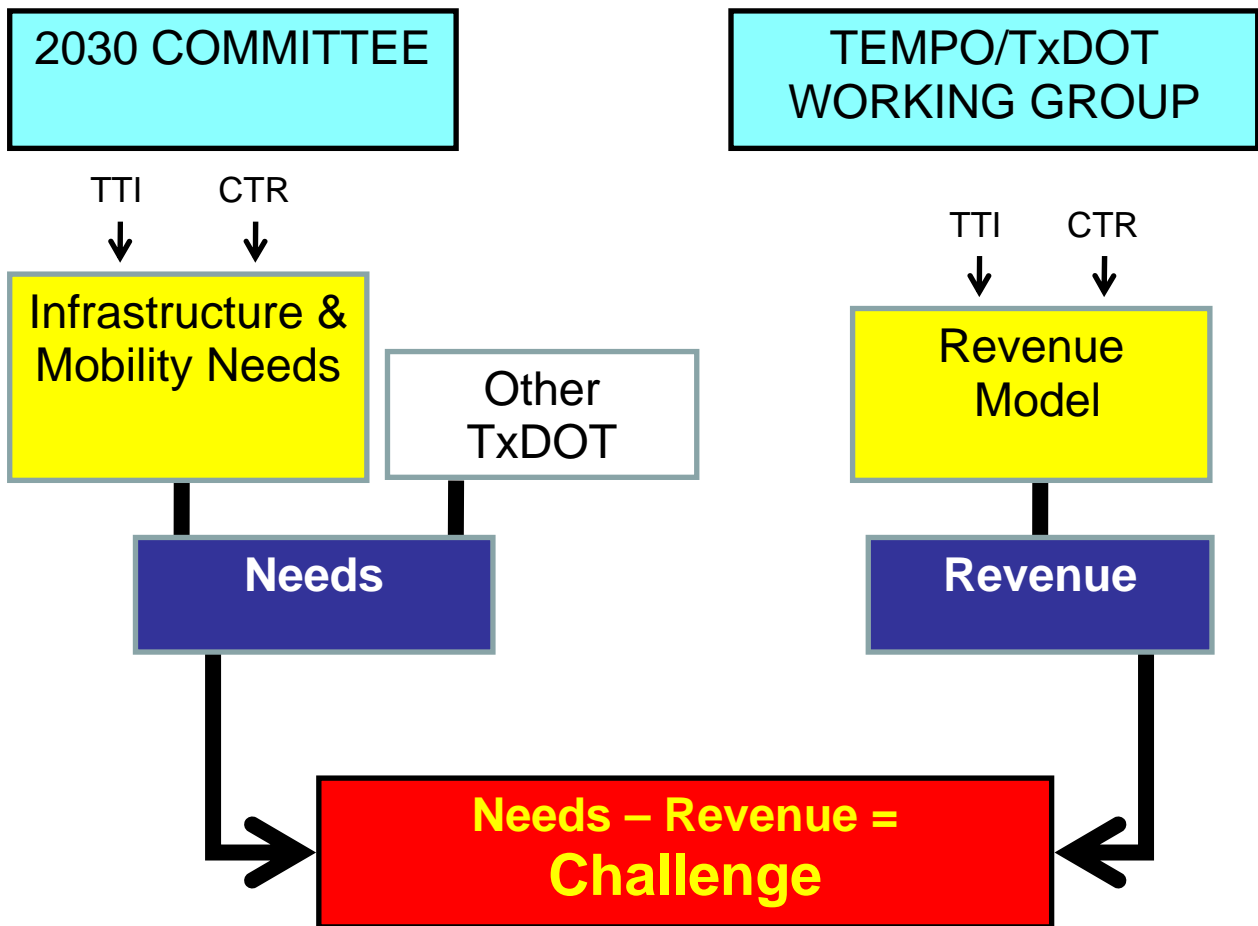 2030 COMMITTEE
TEMPO/TxDOT
WORKING GROUP
TTI
CTR
TTI
CTR
Infrastructure &
Mobility Needs
Other
TxDOT
Revenue
Model
Needs
Revenue
Needs – Revenue =
Challenge